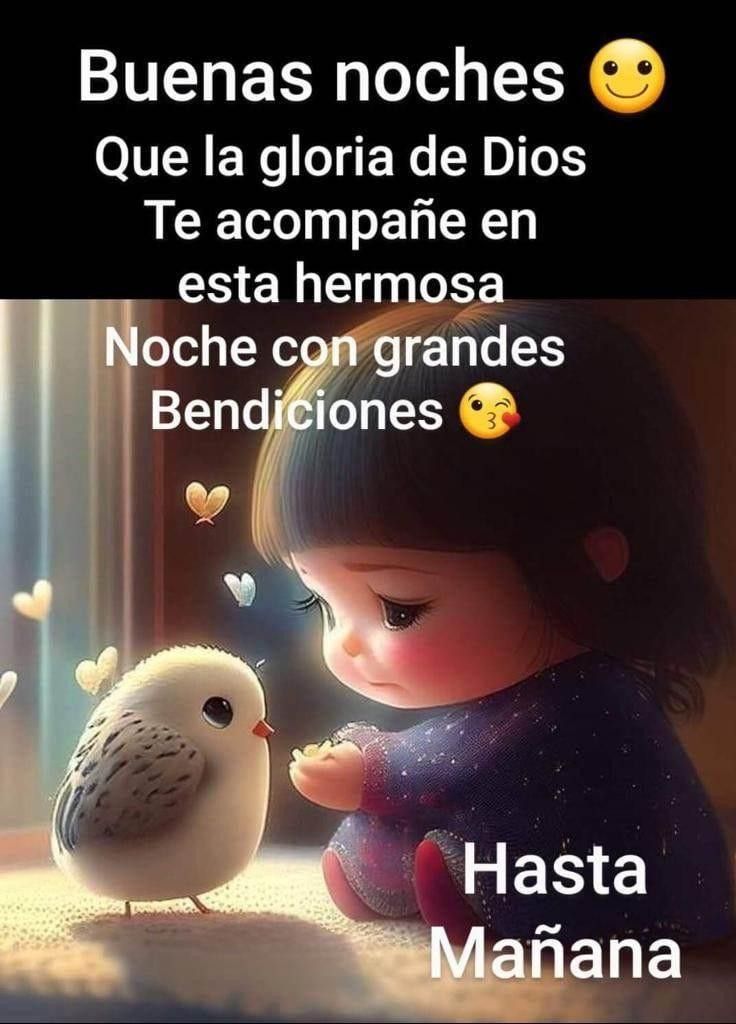 Buenas noches 🙂
Que la gloria de Dios
Te acompañe en
esta hermosa
Noche con grandes
Bendiciones 😘
Hasta
Mañana